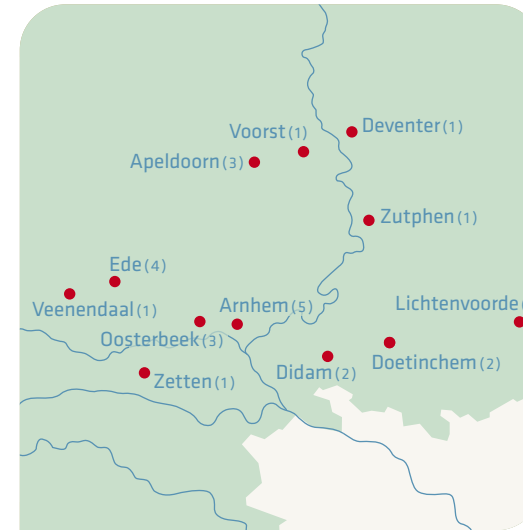 Voorst (1)
Deventer (1)
Apeldoorn (3)
Zutphen (1)
Ede (4)
Veenendaal (1)
Arnhem (5)
Lichtenvoorde (
Oosterbeek (3)
Doetinchem (2)
Didam (2)
Zetten (1)